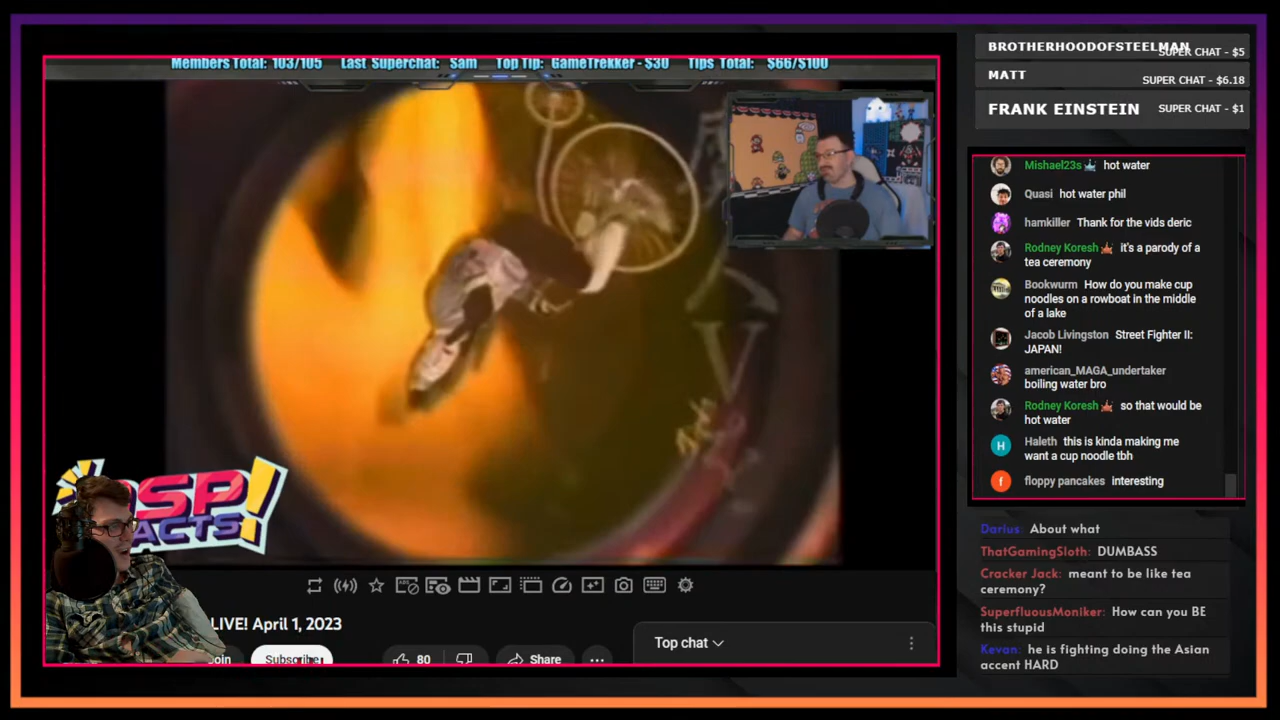 Members Total: 103/105 Last Superchat: Sam Top Tip: GameTrekker - $30 Tips Total: $66/$100
BROTHERHOODOFSTEELMAN SUPER CHAT - $5
MATT SUPER CHAT - $6.18
FRANK EINSTEIN SUPER CHAT - $1
Mishael23s hot water
Quasi hot water phil
hamkiller Thank for the vids deric
Rodney Koresh it's a parody of a
tea ceremony
Bookwurm How do you make cup
noodles on a rowboat in the middle
of a lake
Jacob Livingston Street Fighter II:
JAPAN!
american_MAGA_undertaker
boiling water bro
Rodney Koresh so that would be
hot water
H
Haleth this is kinda making me
want a cup noodle tbh
f
floppy pancakes interesting
DSP
ACTS!
LIVE! April 1, 2023
oin
Subscribe
80
Share
Top chat
Darius: About what
ThatGamingSloth: DUMBASS
Cracker Jack: meant to be like tea
ceremony?
SuperfluousMoniker: How can you BE
this stupid
Kevan: he is fighting doing the Asian
accent HARD